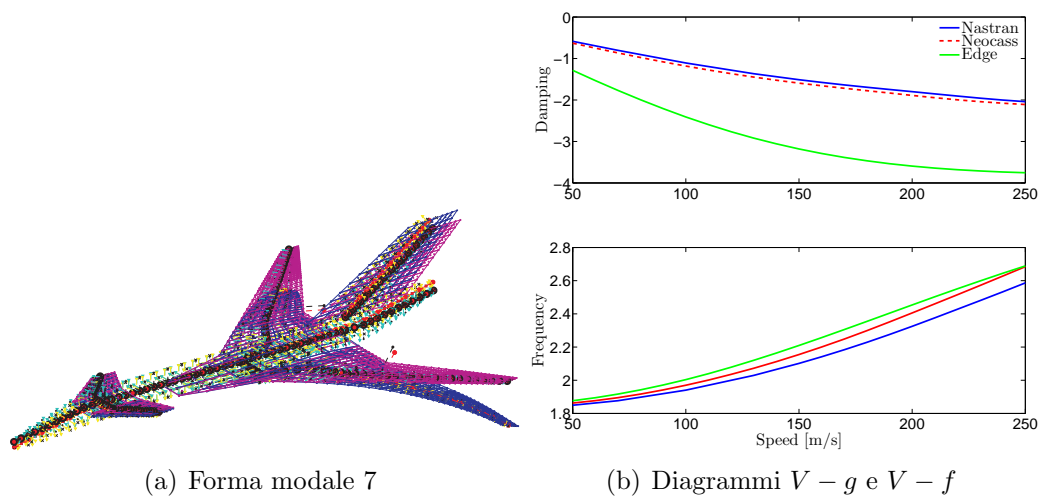 0
−1
−2
−3
−4
Damping
50
100
150
200
250
Nastran
Neocass
Edge
2.8
2.6
2.4
2.2
2
1.8
Frequency
50
100
150
200
250
Speed [m/s]
(a) Forma modale 7
(b) Diagrammi V − g e V − f